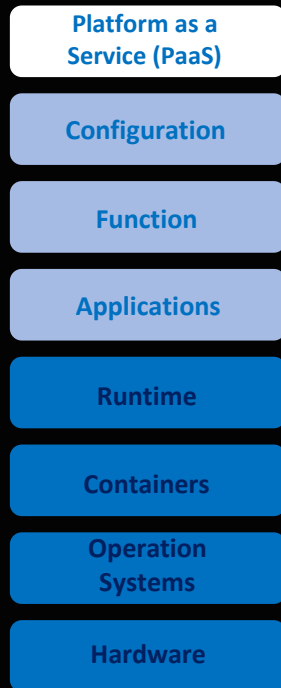 Platform as a
Service (PaaS)
Configuration
Function
Applications
Runtime
Containers
Operation
Systems
Hardware